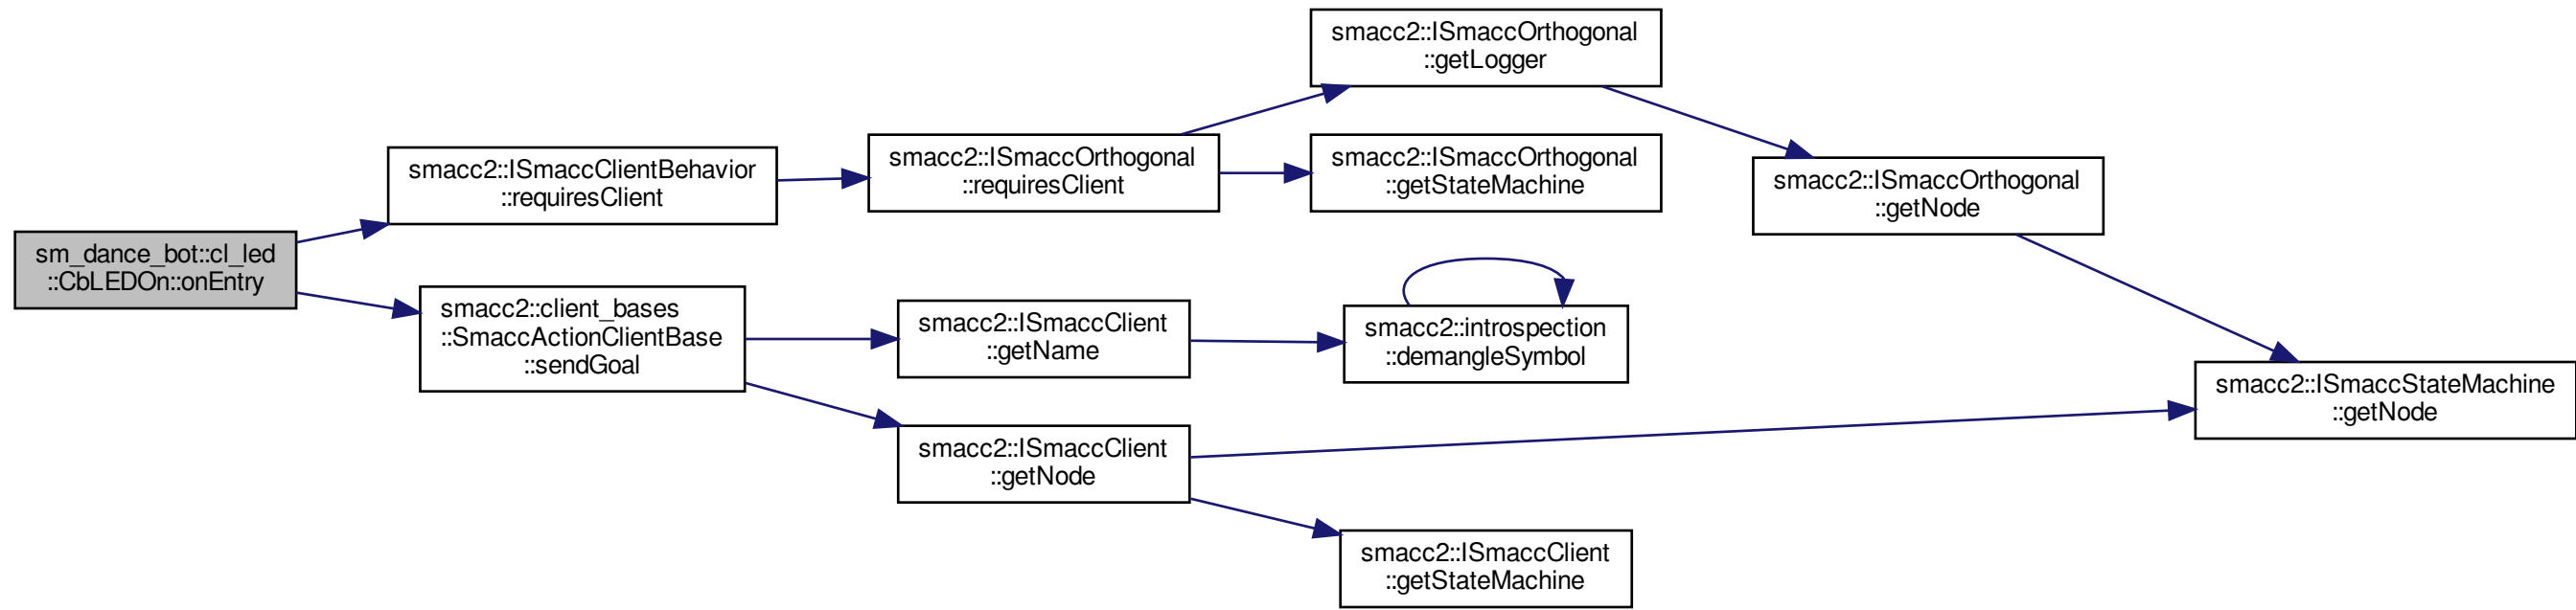 sm_dance_bot::cl_led
::CbLEDOn::onEntry
smacc2::ISmaccClientBehavior
::requiresClient
smacc2::ISmaccOrthogonal
::requiresClient
smacc2::ISmaccOrthogonal
::getLogger
smacc2::ISmaccOrthogonal
::getStateMachine
smacc2::ISmaccOrthogonal
::getNode
smacc2::ISmaccStateMachine
::getNode
smacc2::client_bases
::SmaccActionClientBase
::sendGoal
smacc2::ISmaccClient
::getName
smacc2::introspection
::demangleSymbol
smacc2::ISmaccClient
::getNode
smacc2::ISmaccClient
::getStateMachine